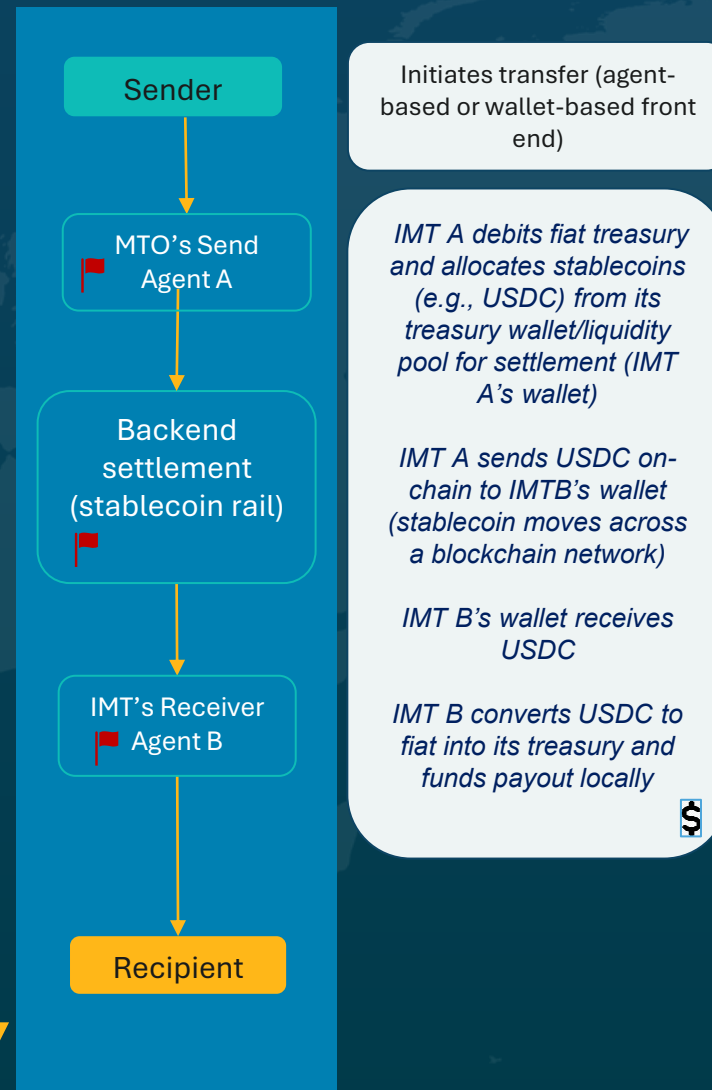 Sender
Initiates transfer (agent-
based or wallet-based front
end)
MTO's Send
Agent A
Backend
settlement
(stablecoin rail)
IMT's Receiver
Agent B
Recipient
IMT A debits fiat treasury
and allocates stablecoins
(e.g., USDC) from its
treasury wallet/liquidity
pool for settlement (IMT
A's wallet)
IMT A sends USDC on-
chain to IMTB's wallet
(stablecoin moves across
a blockchain network)
IMT B's wallet receives
USDC
IMT B converts USDC to
fiat into its treasury and
funds payout locally
$